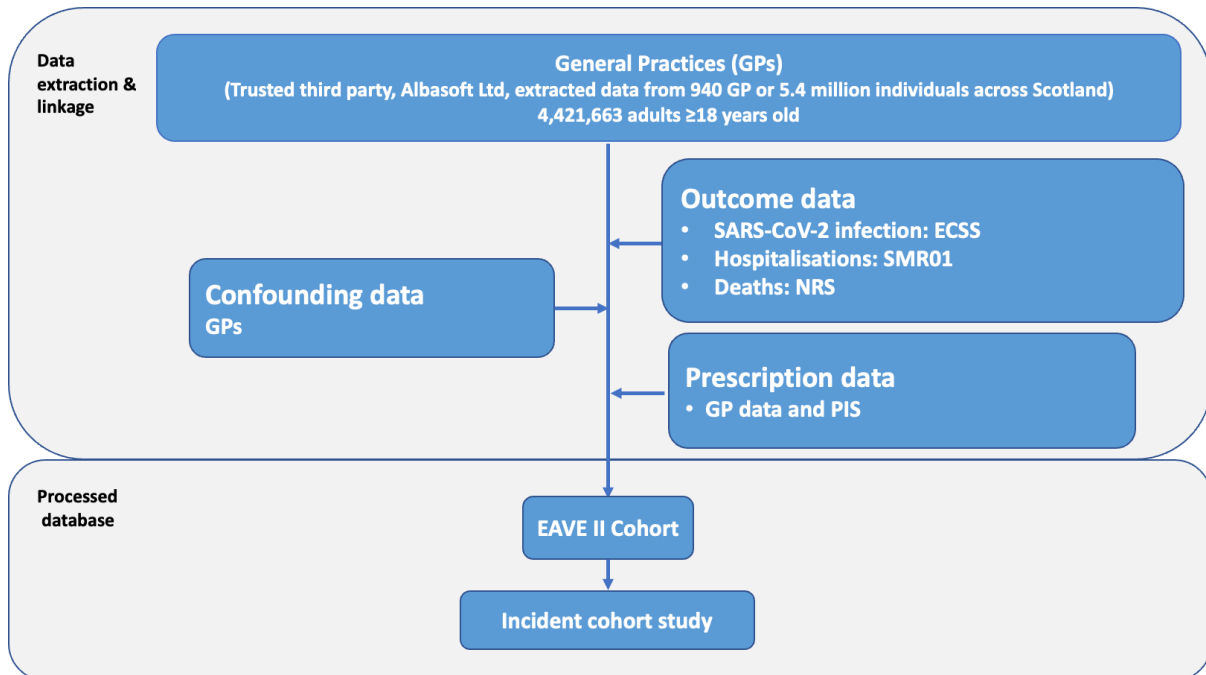 Data
extraction &
linkage
General Practices (GPs)
(Trusted third party, Albasoft Ltd, extracted data from 940 GP or 5.4 million individuals across Scotland)
4,421,663 adults ≥18 years old
Outcome data
• SARS-CoV-2 infection: ECSS
• Hospitalisations: SMR01
• Deaths: NRS
Confounding data
GPs
Prescription data
• GP data and PIS
Processed
database
EAVE II Cohort
Incident cohort study